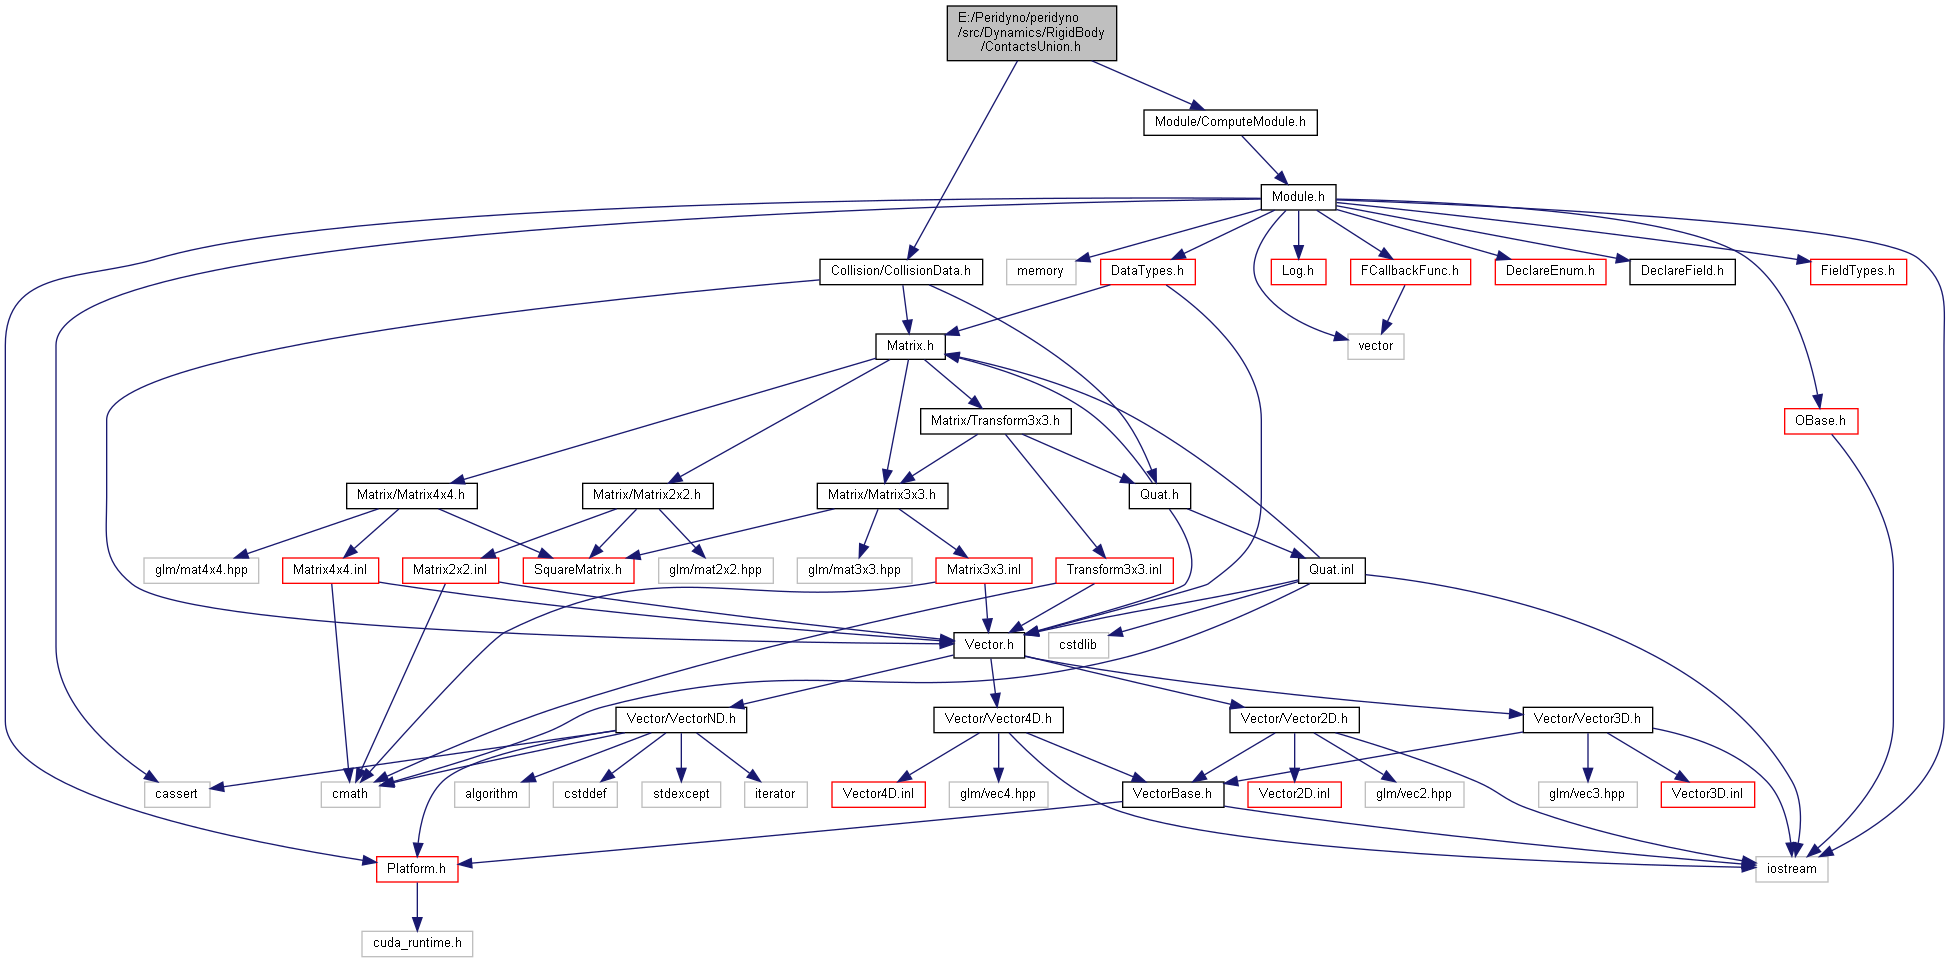 E:/Peridyno/peridyno
/src/Dynamics/RigidBody
/ContactsUnion.h
Module/ComputeModule.h
Module.h
Collision/CollisionData.h
memory
DataTypes.h
Log.h
FCallbackFunc.h
DeclareEnum.h
DeclareField.h
FieldTypes.h
Matrix.h
vector
Matrix/Transform3x3.h
OBase.h
Matrix/Matrix4x4.h
Matrix/Matrix2x2.h
Matrix/Matrix3x3.h
Quat.h
glm/mat4x4.hpp
Matrix4x4.inl
Matrix2x2.inl
SquareMatrix.h
glm/mat2x2.hpp
glm/mat3x3.hpp
Matrix3x3.inl
Transform3x3.inl
Quat.inl
Vector.h
cstdlib
Vector/VectorND.h
Vector/Vector4D.h
Vector/Vector2D.h
Vector/Vector3D.h
cassert
cmath
algorithm
cstddef
stdexcept
iterator
Vector4D.inl
glm/vec4.hpp
VectorBase.h
Vector2D.inl
glm/vec2.hpp
glm/vec3.hpp
Vector3D.inl
Platform.h
iostream
cuda_runtime.h